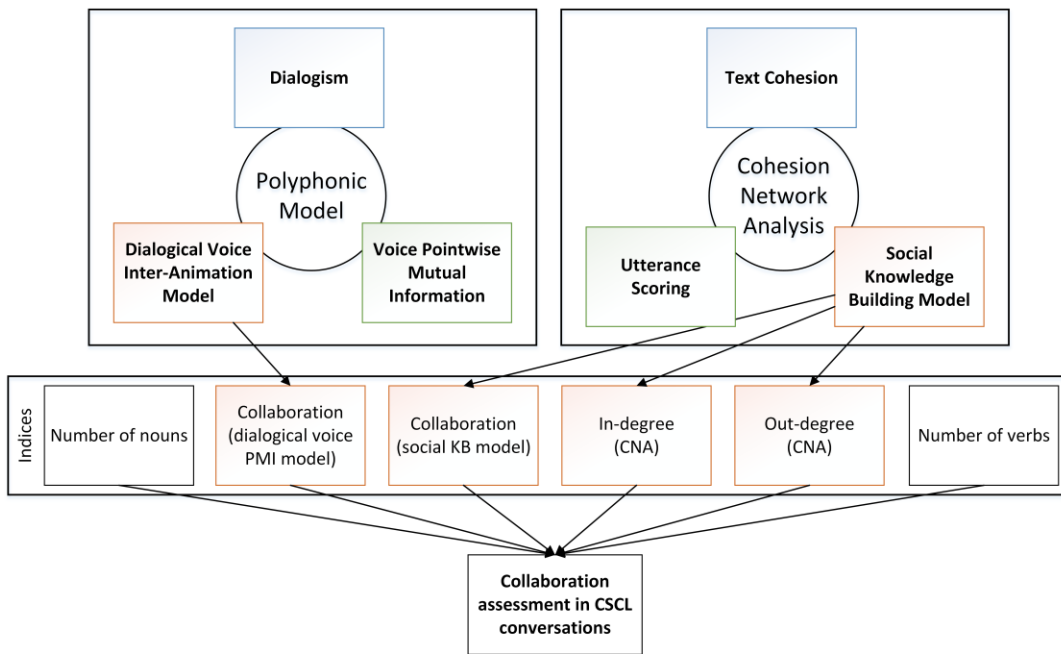 Dialogism
Polyphonic
Model
Dialogical Voice
Inter-Animation
Model
Voice Pointwise
Mutual
Information
Text Cohesion
Cohesion
Network
Analysis
Utterance
Scoring
Social
Knowledge
Building Model
Indices
Number of nouns
Collaboration
(dialogical voice
PMI model)
Collaboration
(social KB model)
In-degree
(CNA)
Out-degree
(CNA)
Number of verbs
Collaboration
assessment in CSCL
conversations